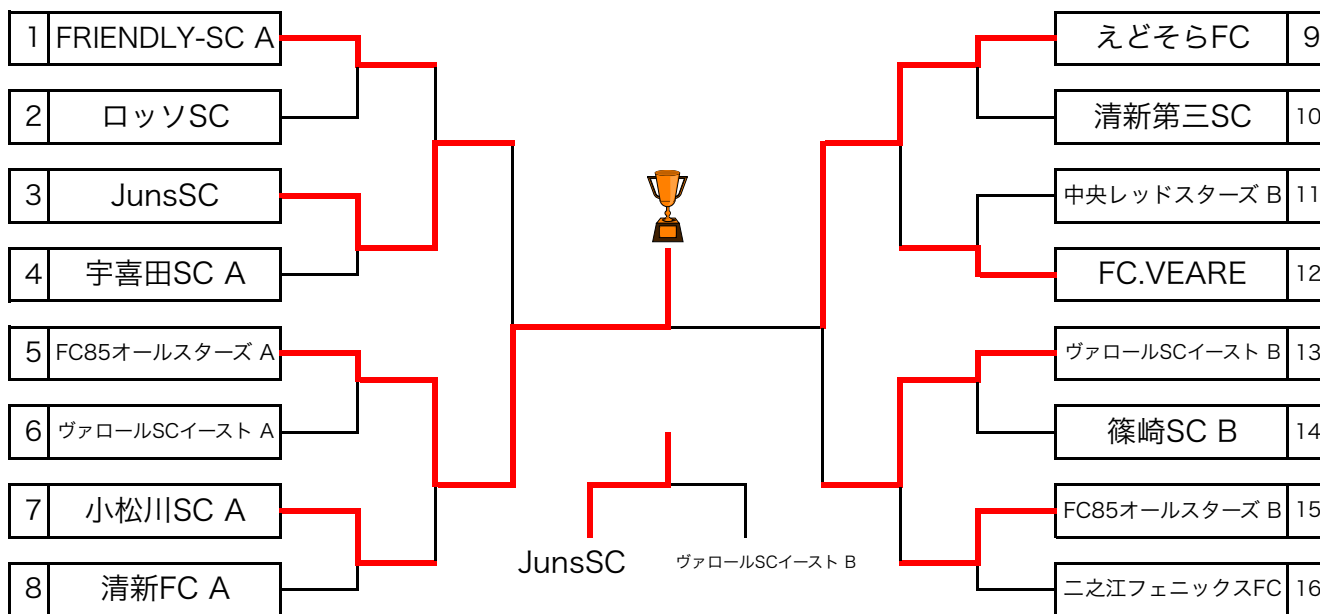 1 FRIENDLY-SC A
2 ロッソSC
3 JunsSC
4 宇喜田SC A
5 FC85オールスターズ A
6 ヴァロールSCイースト A
7 小松川SC A
8 清新FC A
えどそらFC 9
清新第三SC 10
中央レッドスターズ B 11
FC.VEARE 12
ヴァロールSCイースト B 13
篠崎SC B 14
FC85オールスターズ B 15
二之江フェニックスFC 16
JunsSC
ヴァロールSCイースト B